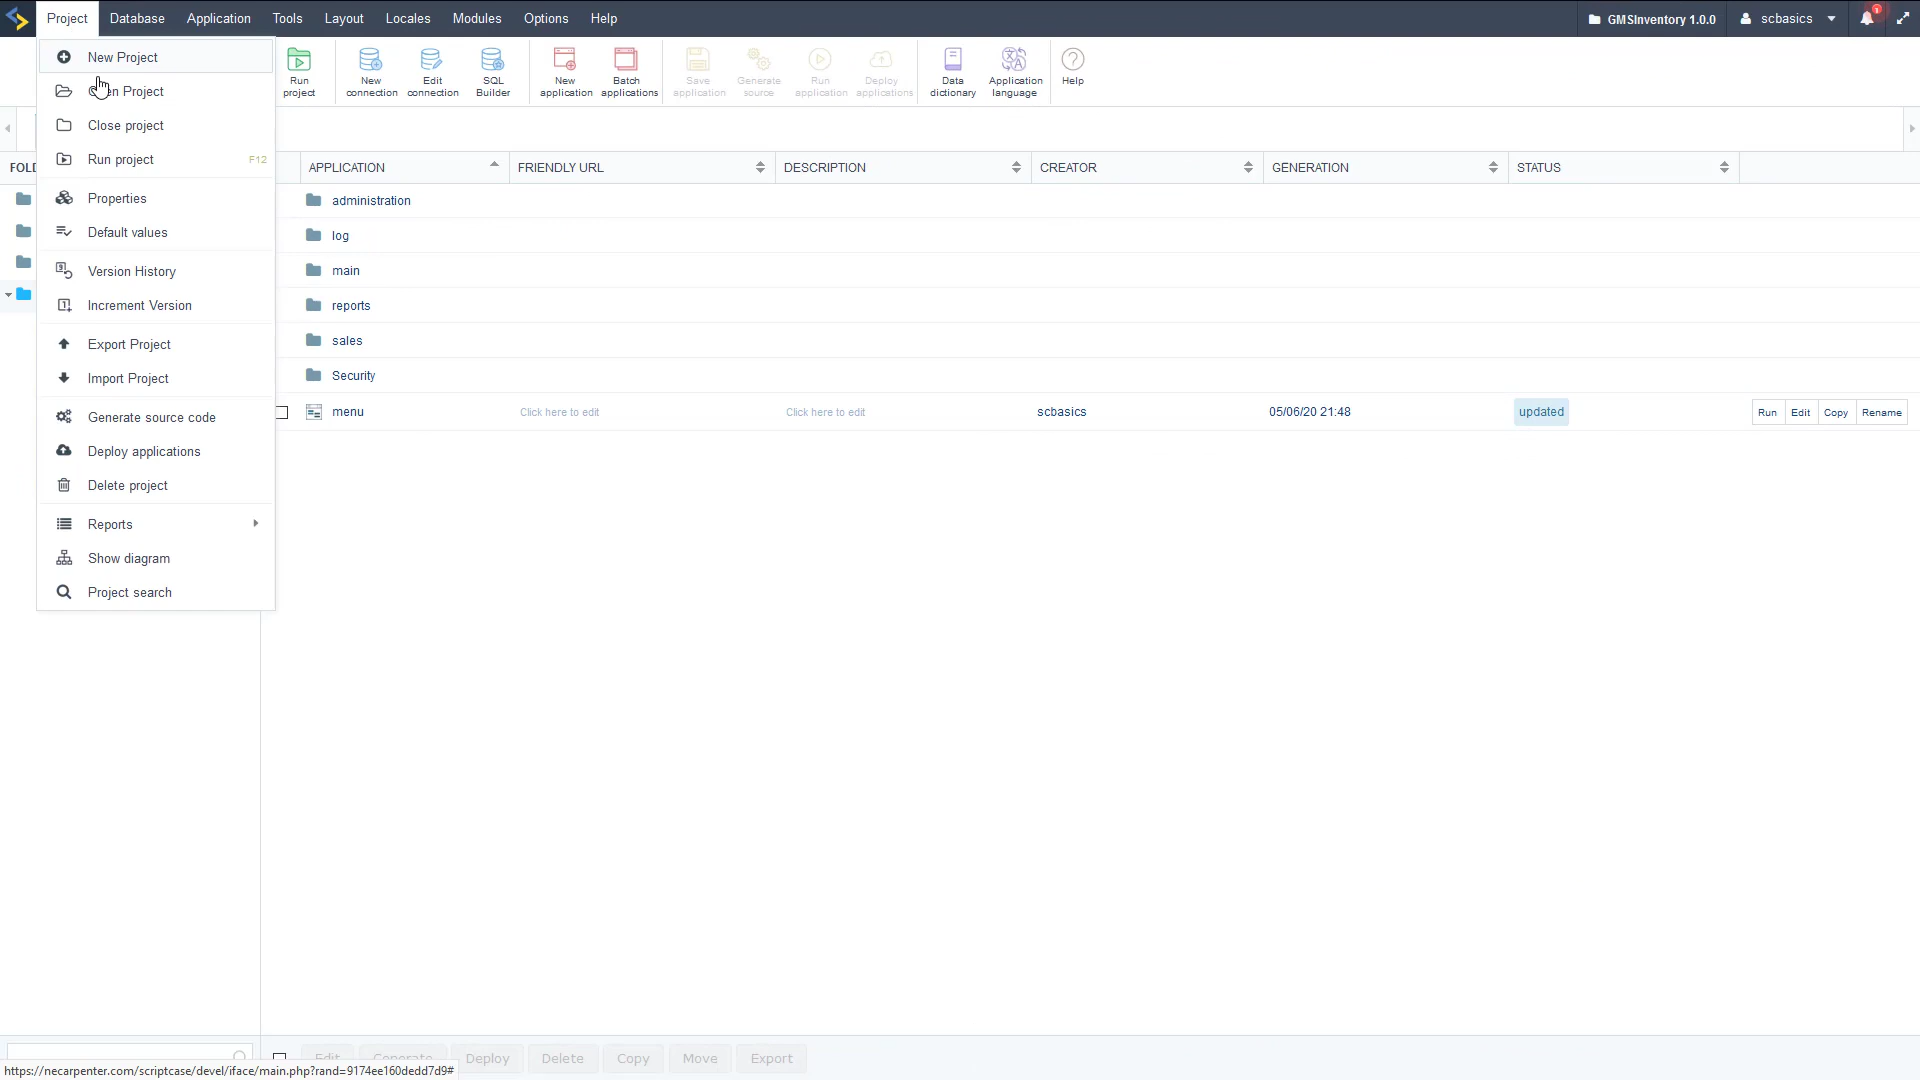 Project Database Application Tools Layout Locales Modules Options Help GMSInventory 1.0.0 scbasics 1
New Project
Open Project
Close project
Run project F12
Properties
Default values
Version History
Increment Version
Export Project
Import Project
Generate source code
Deploy applications
Delete project
Reports
Show diagram
Project search
Run project
New connection
Edit connection
SQL Builder
New application
Batch applications
Save application
Generate source
Run application
Deploy applications
Data dictionary
Application language
Help
APPLICATION FRIENDLY URL DESCRIPTION CREATOR GENERATION STATUS
administration
log
main
reports
sales
Security
menu Click here to edit Click here to edit scbasics 05/06/20 21:48 updated Run Edit Copy Rename
Edit Generate Deploy Delete Copy Move Export
https://necarpenter.com/scriptcase/devel/iface/main.php?rand=9174ee160dedd7d9#